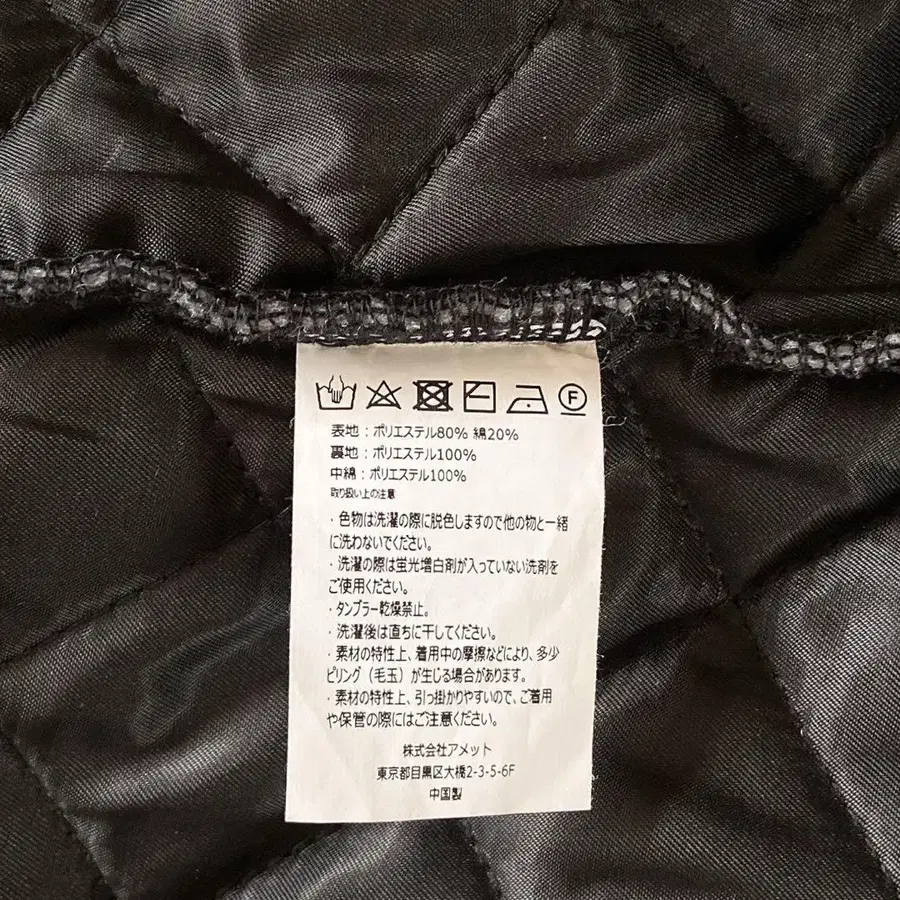 F
表地：ポリエステル80% 綿20%
裏地：ポリエステル100%
中綿：ポリエステル100%
取り扱い上の注意
・色物は洗濯の際に脱色しますので他の物と一緒
に洗わないでください。
・洗濯の際は蛍光増白剤が入っていない洗剤を
ご使用ください。
・タンブラー乾燥禁止。
・洗濯後は直ちに干してください。
・素材の特性上、着用中の摩擦などにより、多少
ピリング（毛玉）が生じる場合があります。
・素材の特性上、引っ掛かりやすいので、ご着用
や保管の際にはご注意ください。
株式会社アメット
東京都目黒区大橋2-3-5-6F
中国製